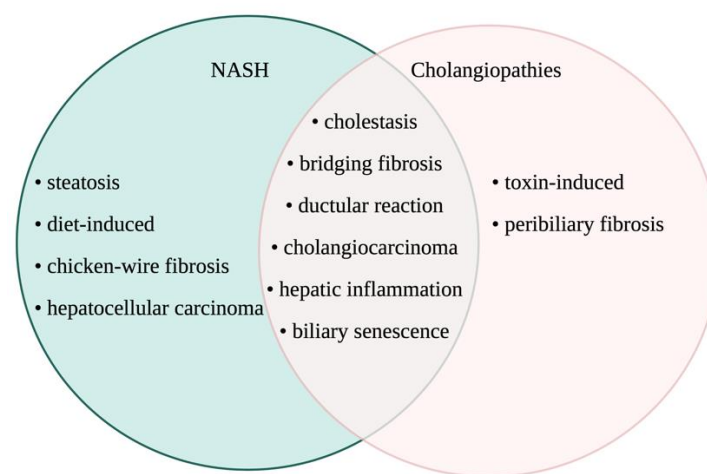 NASH
Cholangiopathies
• steatosis
• diet-induced
• chicken-wire fibrosis
• hepatocellular carcinoma
• cholestasis
• bridging fibrosis
• ductular reaction
• cholangiocarcinoma
• hepatic inflammation
• biliary senescence
• toxin-induced
• peribiliary fibrosis